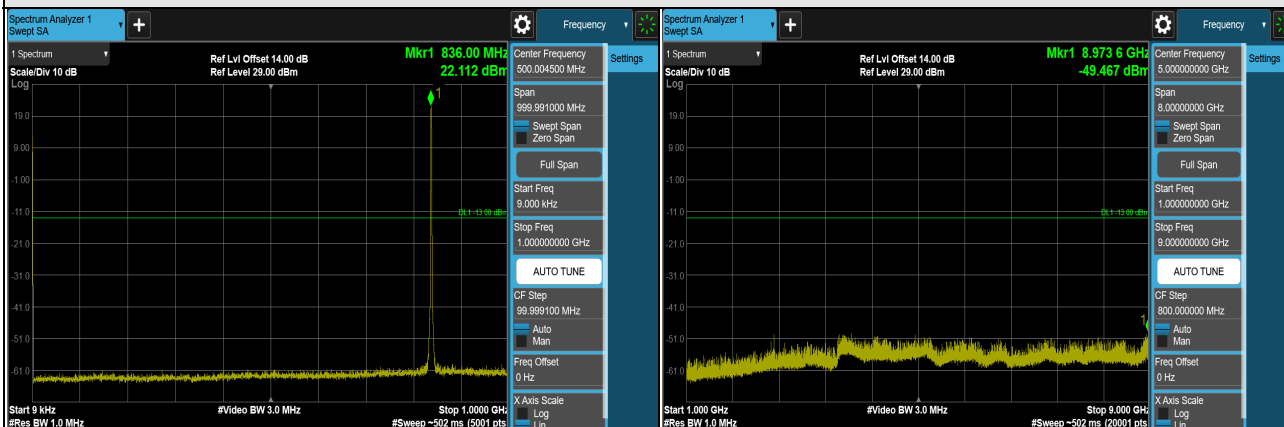 Spectrum Analyzer 1
Swept SA
+
Frequency
1 Spectrum
Scale/Div 10 dB
Log
Ref Lvl Offset 14.00 dB
Ref Level 29.00 dBm
Mkr1 836.00 MHz
22.112 dBm
1
19.0
9.00
-1.00
-11.0
DL1 -13.00 dBm
-21.0
-31.0
-41.0
-51.0
-61.0
Start 9 kHz
#Res BW 1.0 MHz
#Video BW 3.0 MHz
Stop 1.0000 GHz
#Sweep ~502 ms (5001 pts
Center Frequency
500.004500 MHz
Span
999.991000 MHz
Swept Span
Zero Span
Full Span
Start Freq
9.000 kHz
Stop Freq
1.000000000 GHz
AUTO TUNE
CF Step
99.999100 MHz
Auto
Man
Freq Offset
0 Hz
X Axis Scale
Log
Lin
Settings
Spectrum Analyzer 1
Swept SA
+
Frequency
1 Spectrum
Scale/Div 10 dB
Log
Ref Lvl Offset 14.00 dB
Ref Level 29.00 dBm
Mkr1 8.973 6 GHz
-49.467 dBm
19.0
9.00
-1.00
-11.0
DL1 -13.00 dBm
-21.0
-31.0
-41.0
-51.0
-61.0
1
Start 1.000 GHz
#Res BW 1.0 MHz
#Video BW 3.0 MHz
Stop 9.000 GHz
#Sweep ~502 ms (20001 pts
Center Frequency
5.00000000 GHz
Span
8.00000000 GHz
Swept Span
Zero Span
Full Span
Start Freq
1.000000000 GHz
Stop Freq
9.000000000 GHz
AUTO TUNE
CF Step
800.000000 MHz
Auto
Man
Freq Offset
0 Hz
X Axis Scale
Log
Lin
Settings